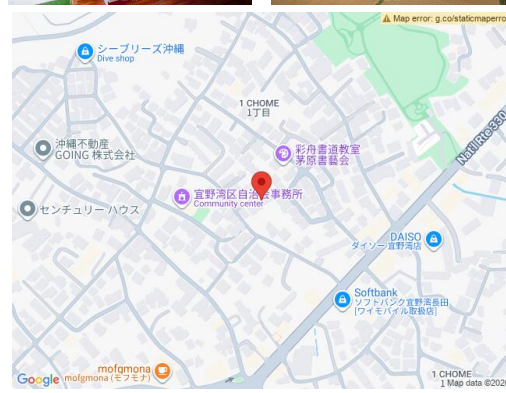 Map error: g.co/staticmaperro
シーブリーズ沖縄
Dive shop
1 CHOME
1丁目
沖縄不動産
GOING 株式会社
彩舟書道教室
茅原書藝会
Nat'l Rte 330
宜野湾区自治会事務所
Community center
センチュリー ハウス
DAISO
ダイソー 宜野湾店
Softbank
ソフトバンク宜野湾長田
[ワイモバイル取扱店]
mofgmona
mofgmona (モフモナ)
1 CHOME
1
Google
Map data ©2026